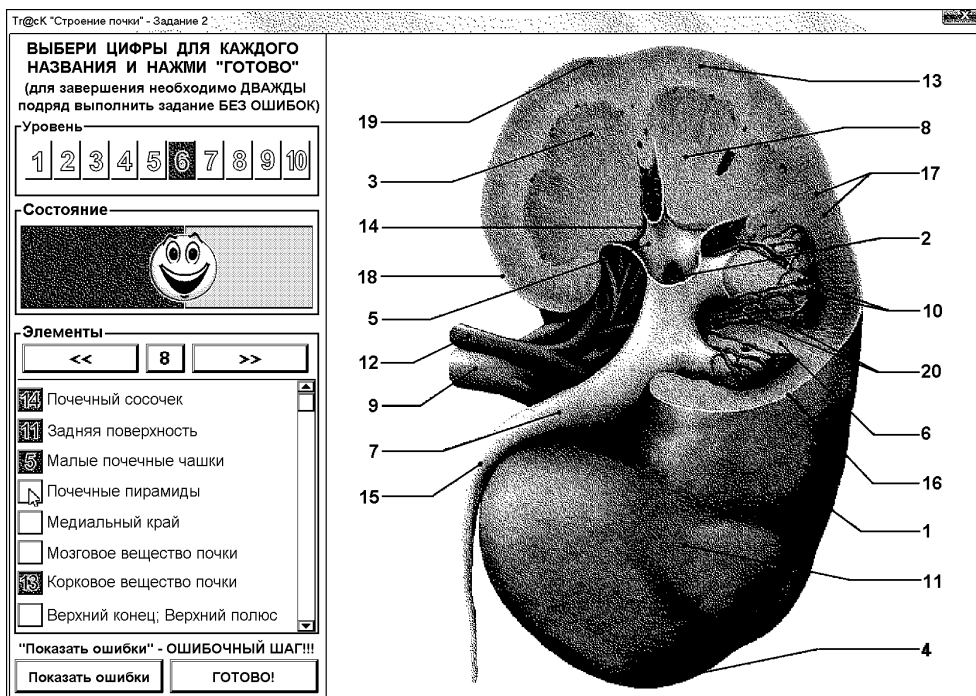 Tr@cK "Строение почки" - Задание 2
ВЫБЕРИ ЦИФРЫ ДЛЯ КАЖДОГО
НАЗВАНИЯ И НАЖМИ "ГОТОВО"
(для завершения необходимо ДВАЖДЫ
подряд выполнить задание БЕЗ ОШИБОК)
Уровень
1 2 3 4 5 6 7 8 9 10
Состояние
Элементы
<< 8 >>
14 Почечный сосочек
11 Задняя поверхность
5 Малые почечные чашки
Почечные пирамиды
Медиальный край
Мозговое вещество почки
13 Корковое вещество почки
Верхний конец; Верхний полюс
"Показать ошибки" - ОШИБОЧНЫЙ ШАГ!!!
Показать ошибки ГОТОВО!
19
3
14
18
5
12
9
7
15
13
8
17
2
10
20
6
16
1
11
4